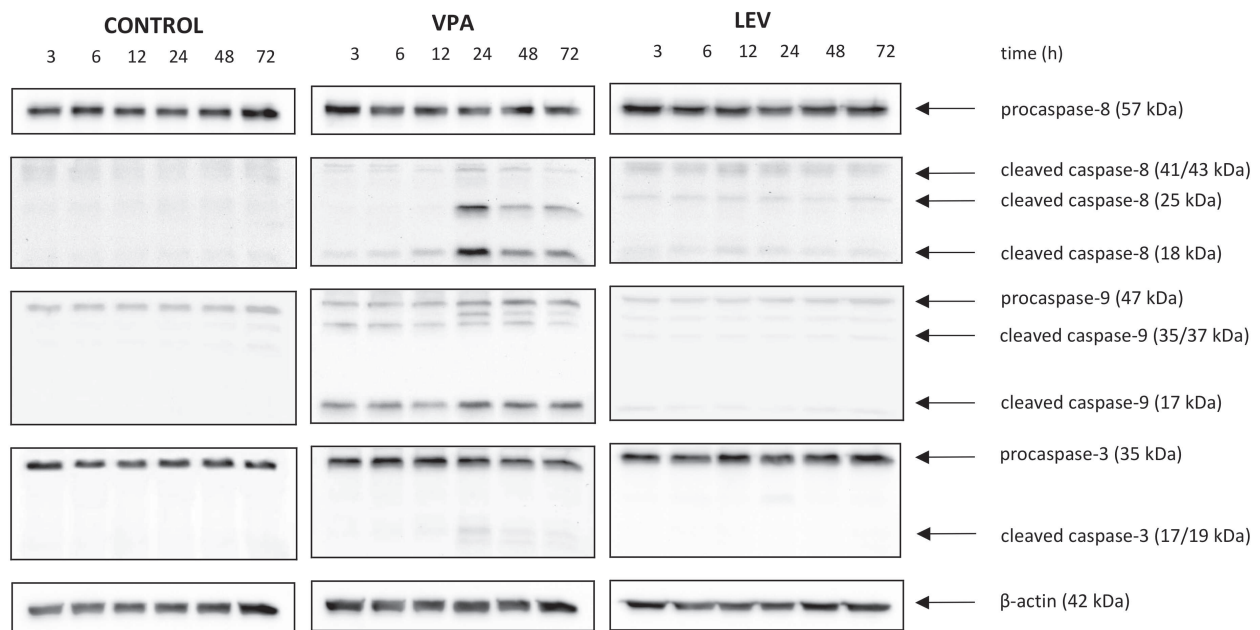 CONTROL VPA LEV
3 6 12 24 48 72 3 6 12 24 48 72 3 6 12 24 48 72 time (h)
procaspase-8 (57 kDa)
cleaved caspase-8 (41/43 kDa)
cleaved caspase-8 (25 kDa)
cleaved caspase-8 (18 kDa)
procaspase-9 (47 kDa)
cleaved caspase-9 (35/37 kDa)
cleaved caspase-9 (17 kDa)
procaspase-3 (35 kDa)
cleaved caspase-3 (17/19 kDa)
β-actin (42 kDa)